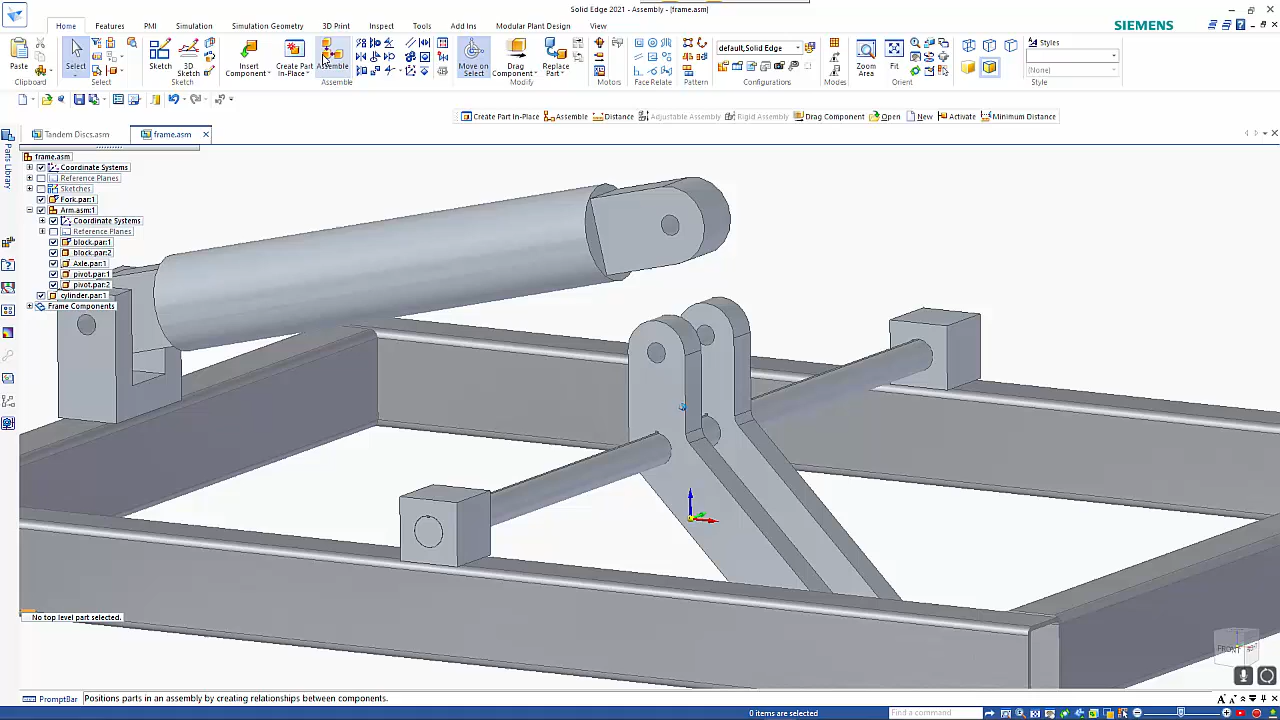 Solid Edge 2021 - Assembly - [frame.asm]
Home Features PMI Simulation Simulation Geometry 3D Print Inspect Tools Add Ins Modular Plant Design View
SIEMENS
Paste
Clipboard
Select
Select
Sketch
3D Sketch
Sketch
Insert Component
Create Part In-Place
Assemble
Assemble
Move on Select
Drag Component
Replace Part
Modify
Motors
Face Relate
Pattern
default,Solid Edge
Configurations
Modes
Zoom Area
Fit
Orient
Styles
(None)
Style
Create Part In-Place Assemble Distance Adjustable Assembly Rigid Assembly Drag Component Open New Activate Minimum Distance
Tandem Discs.asm
frame.asm
Parts Library
frame.asm
Coordinate Systems
Reference Planes
Sketches
Fork.par:1
Arm.asm:1
Coordinate Systems
Reference Planes
block.par:1
block.par:2
Axle.par:1
pivot.par:1
pivot.par:2
cylinder.par:1
Frame Components
No top level part selected.
FRONT
PromptBar
Positions parts in an assembly by creating relationships between components.
0 items are selected
Find a command